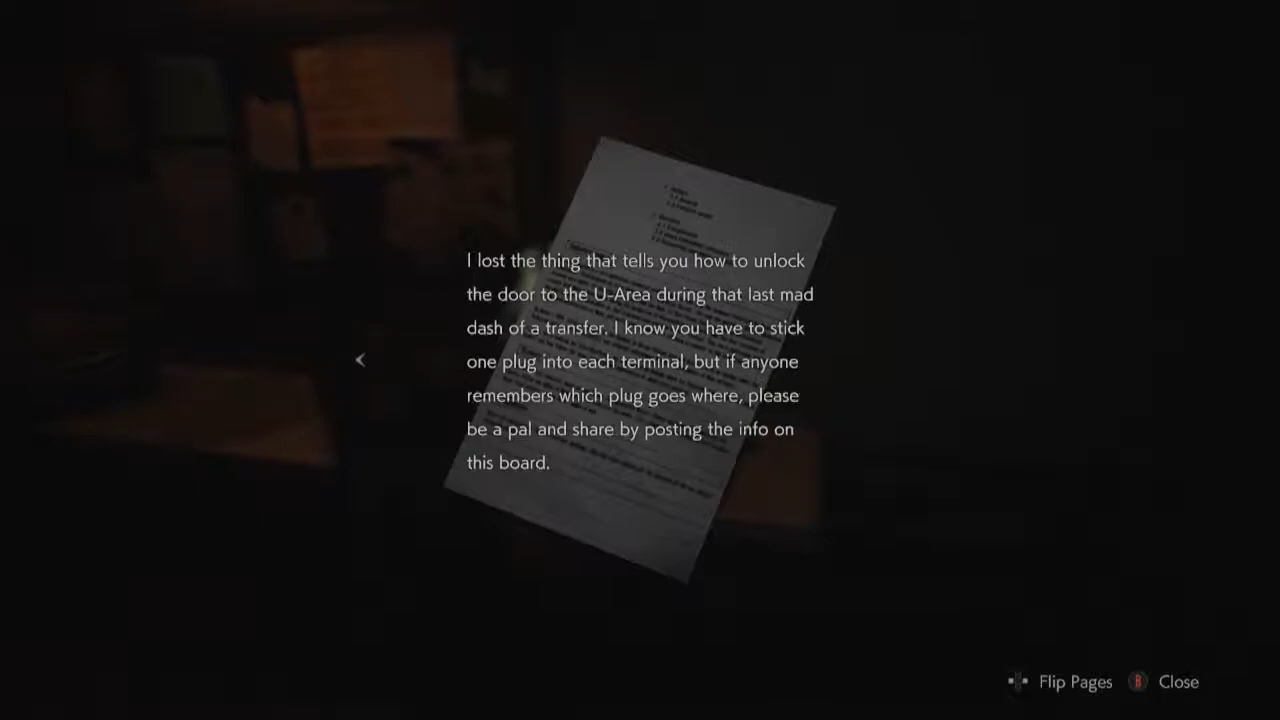 I lost the thing that tells you how to unlock
the door to the U-Area during that last mad
dash of a transfer. I know you have to stick
one plug into each terminal, but if anyone
remembers which plug goes where, please
be a pal and share by posting the info on
this board.
Flip Pages B Close